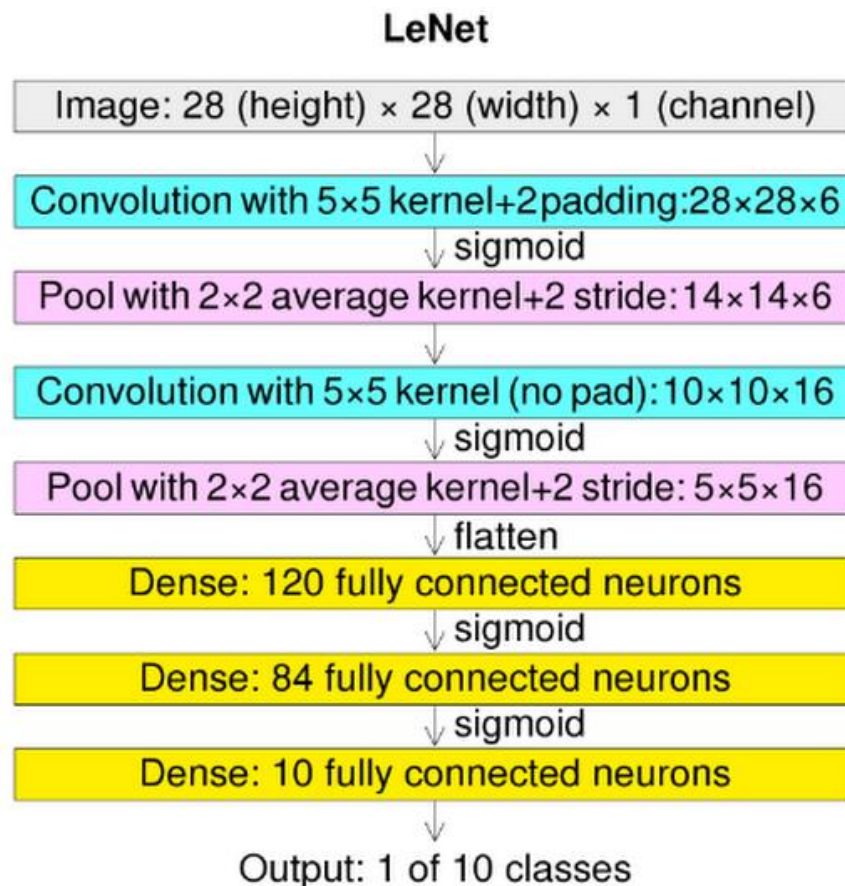 LeNet
Image: 28 (height) × 28 (width) × 1 (channel)
Convolution with 5×5 kernel+2padding:28×28×6
sigmoid
Pool with 2×2 average kernel+2 stride:14×14×6
Convolution with 5×5 kernel (no pad):10×10×16
sigmoid
Pool with 2×2 average kernel+2 stride: 5×5×16
flatten
Dense: 120 fully connected neurons
sigmoid
Dense: 84 fully connected neurons
sigmoid
Dense: 10 fully connected neurons
Output: 1 of 10 classes